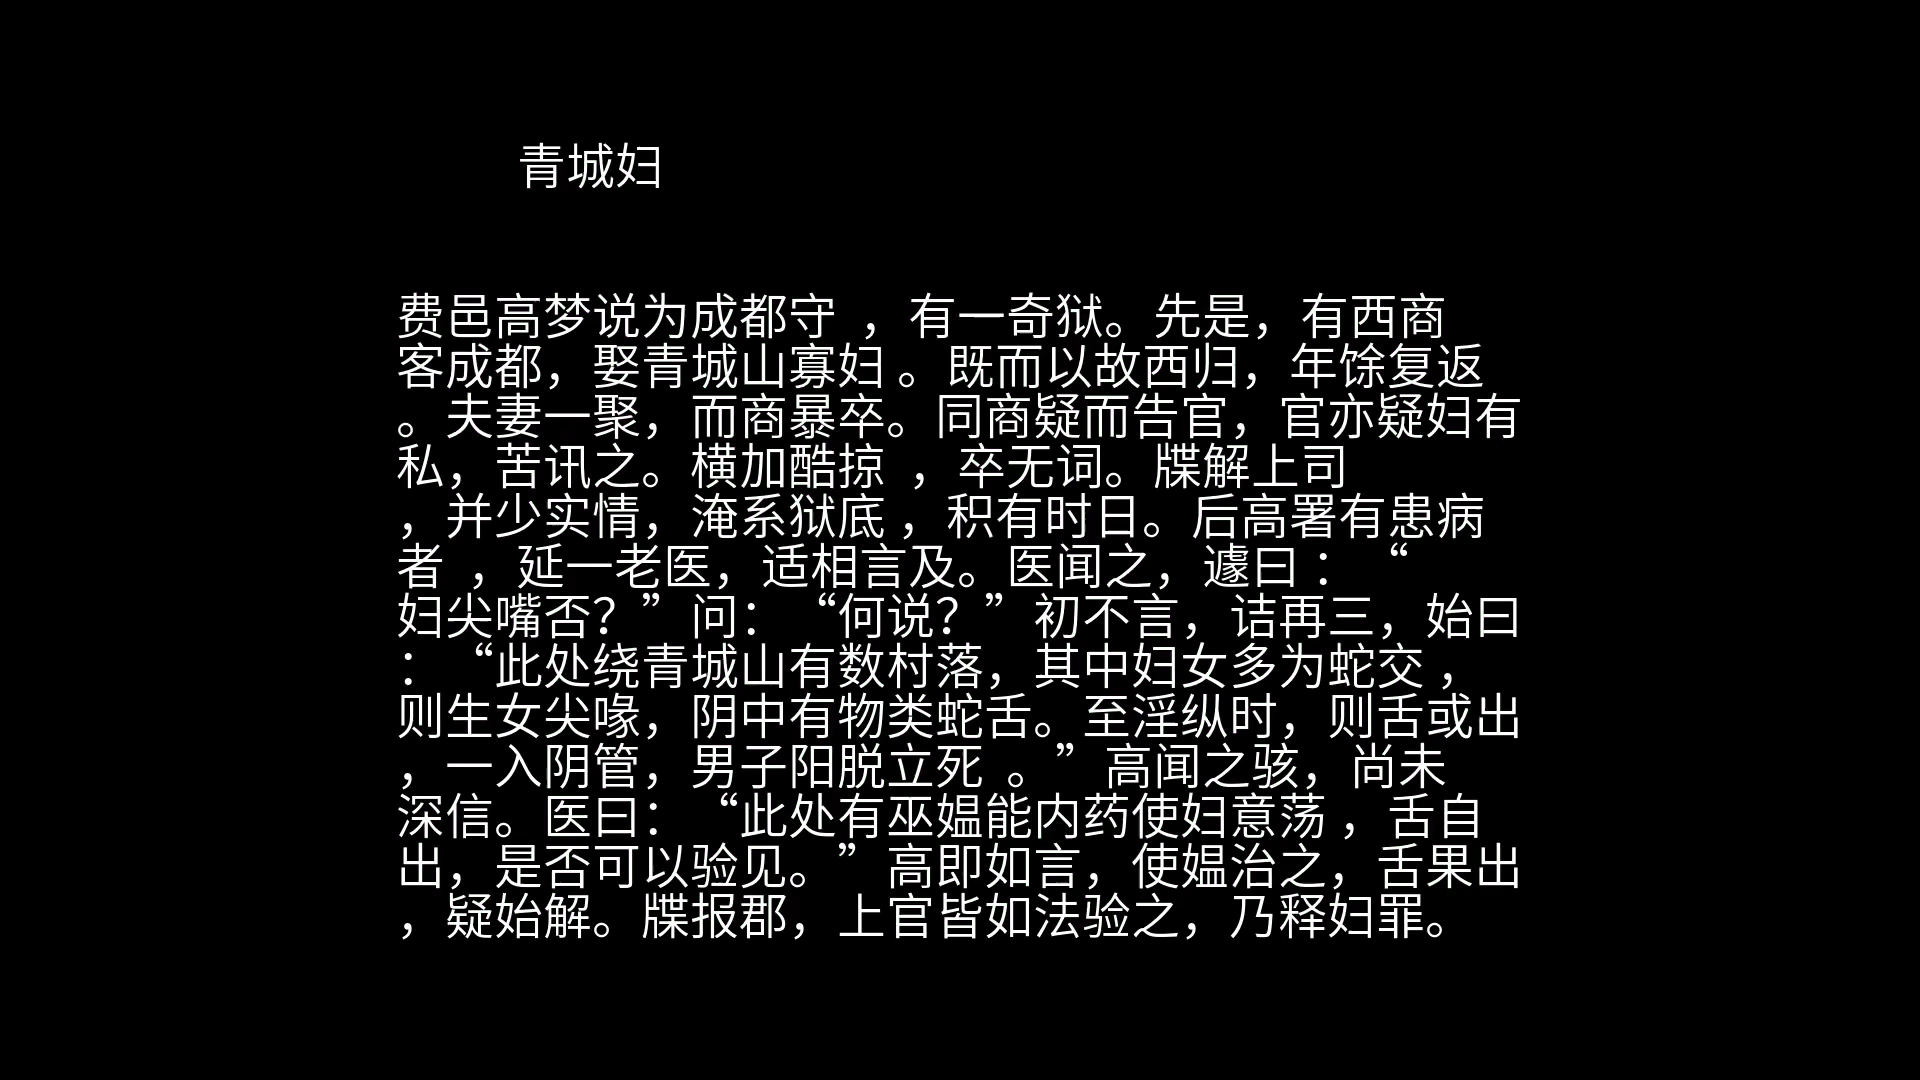 青城妇
费邑高梦说为成都守 ，有一奇狱。先是，有西商
客成都，娶青城山寡妇 。既而以故西归，年馀复返
。夫妻一聚，而商暴卒。同商疑而告官，官亦疑妇有
私，苦讯之。横加酷掠 ，卒无词。牒解上司
，并少实情，淹系狱底 ，积有时日。后高署有患病
者 ，延一老医，适相言及。医闻之，遽曰 ：“
妇尖嘴否？”问：“何说？”初不言，诘再三，始曰
：“此处绕青城山有数村落，其中妇女多为蛇交 ，
则生女尖喙，阴中有物类蛇舌。至淫纵时，则舌或出
，一入阴管，男子阳脱立死 。”高闻之骇，尚未
深信。医曰：“此处有巫媪能内药使妇意荡 ，舌自
出，是否可以验见。”高即如言，使媪治之，舌果出
，疑始解。牒报郡，上官皆如法验之，乃释妇罪。